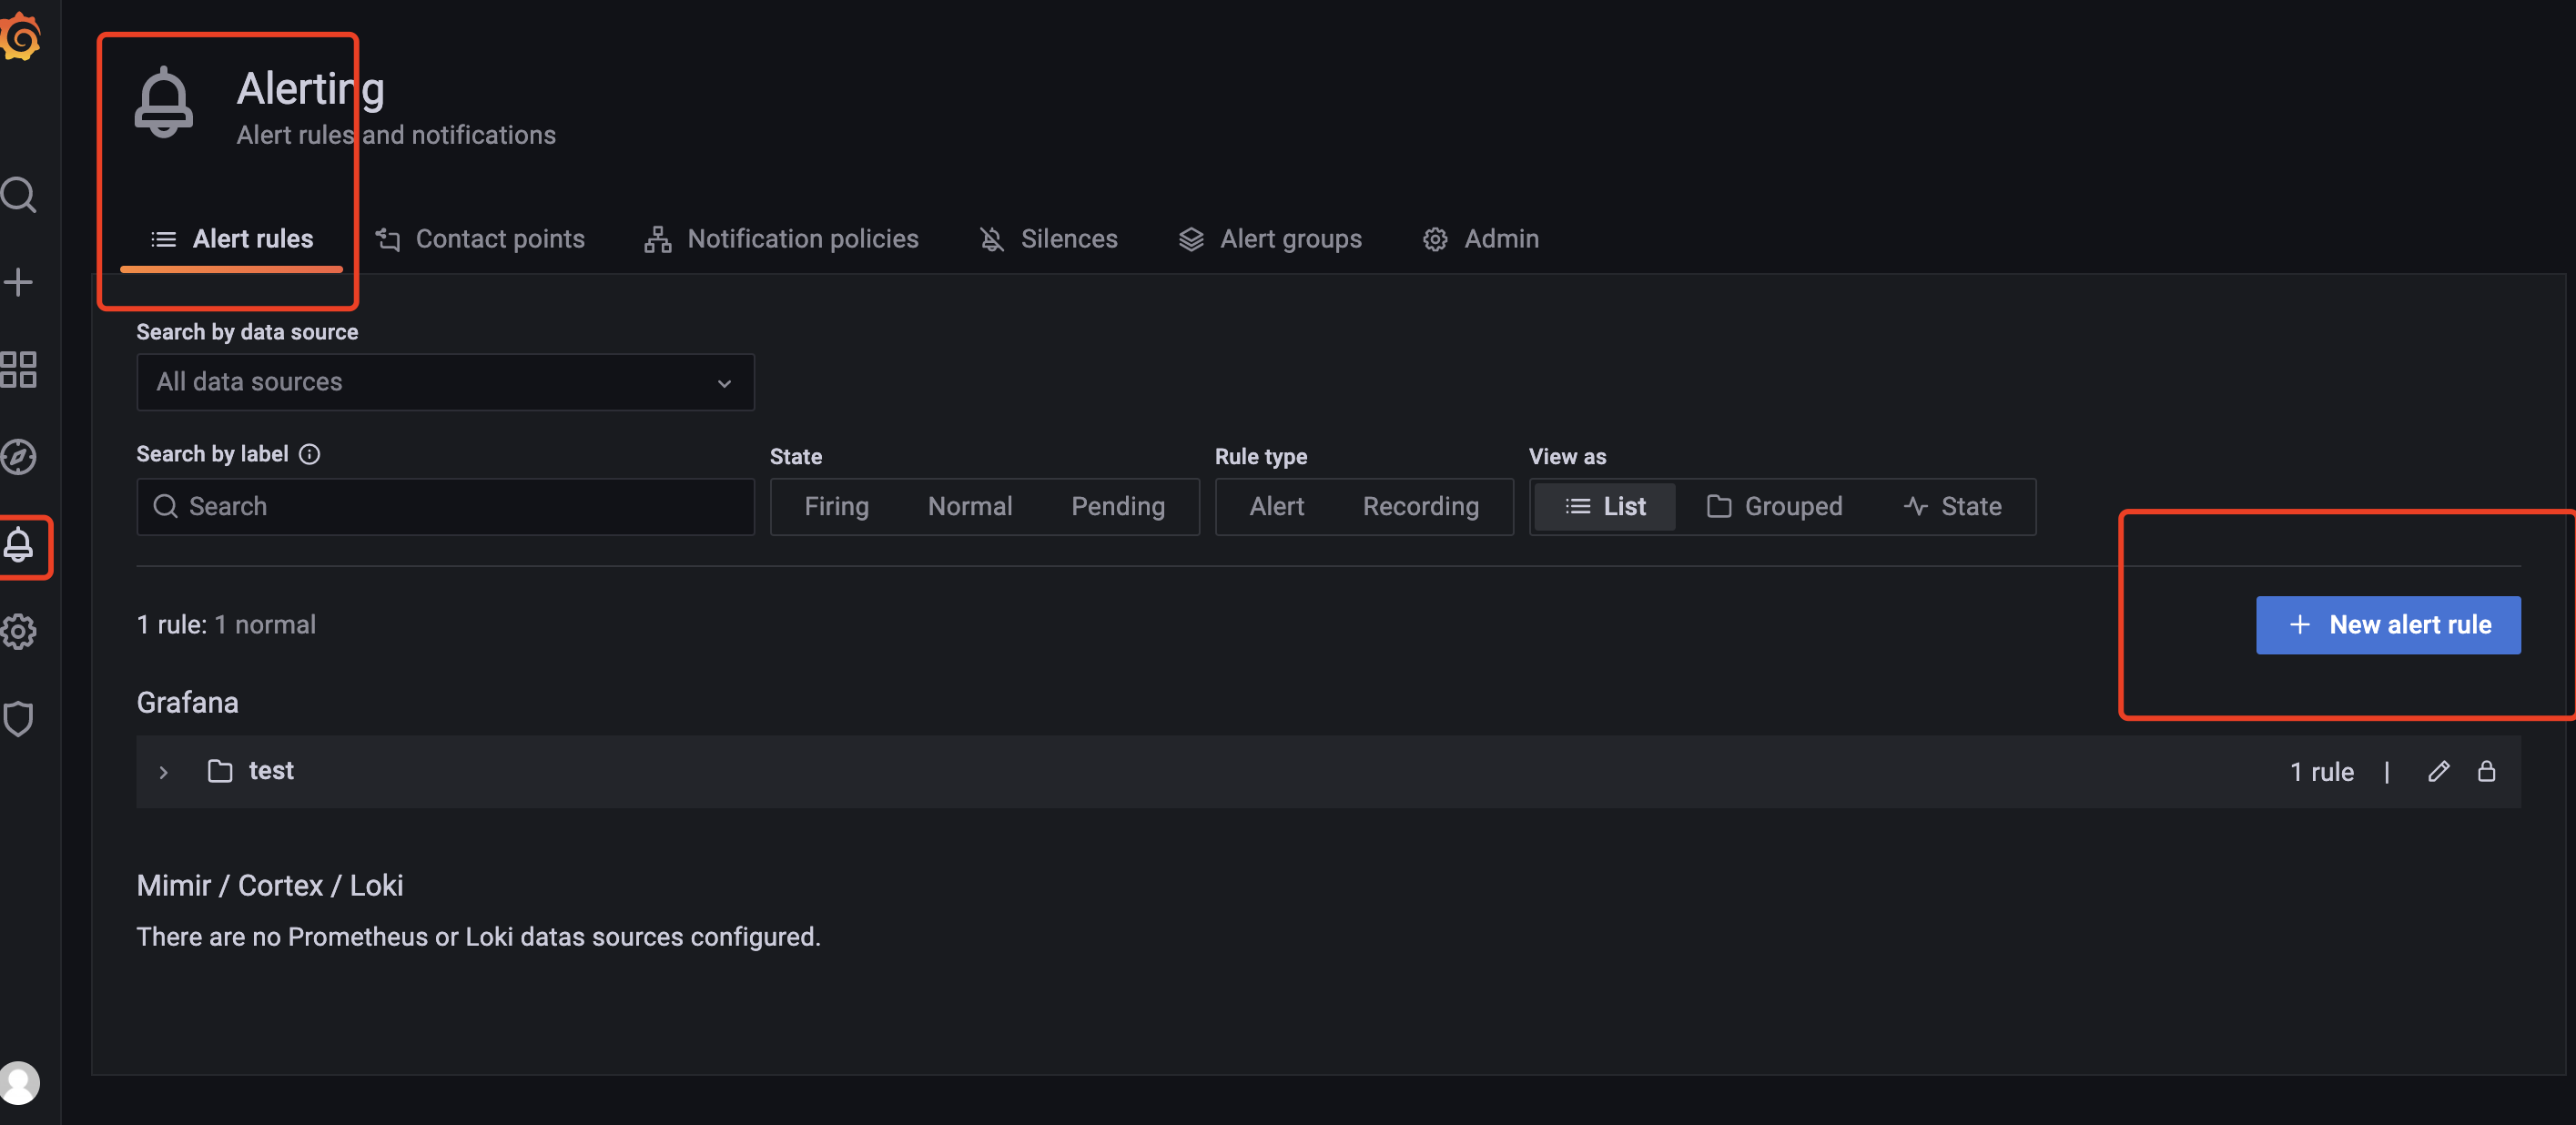 Alerting
Alert rules and notifications
Alert rules Contact points Notification policies Silences Alert groups Admin
Search by data source
All data sources
Search by label State Rule type View as
Search Firing Normal Pending Alert Recording List Grouped State
1 rule: 1 normal + New alert rule
Grafana
test 1 rule |
Mimir / Cortex / Loki
There are no Prometheus or Loki datas sources configured.